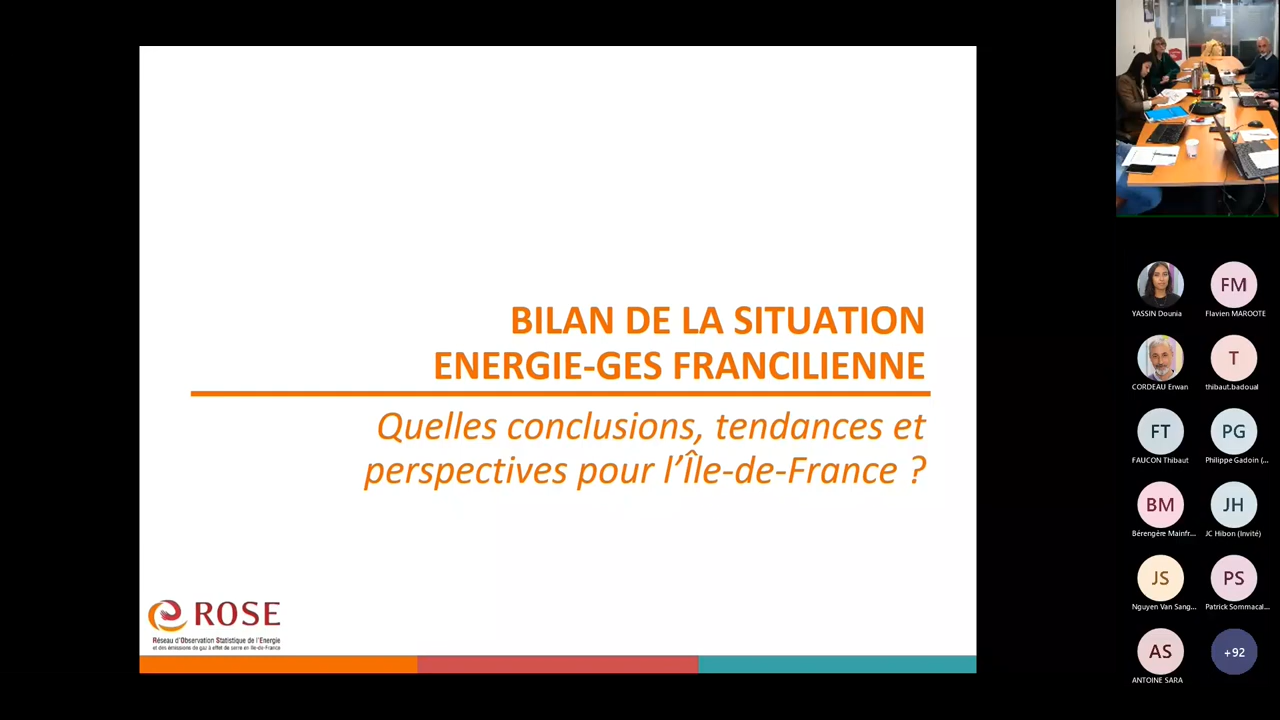 BILAN DE LA SITUATION
ENERGIE-GES FRANCILIENNE
Quelles conclusions, tendances et
perspectives pour l'Île-de-France ?
ROSE
Réseau d'Observation Statistique de l'Energie
et des émissions de gaz à effet de serre en Ile-de-France
YASSIN Dounia
FM
Flavien MAROOTE
CORDEAU Erwan
T
thibaut.badoual
FT
FAUCON Thibaut
PG
Philippe Gadoin (...
BM
Bérengère Mainfr...
JH
JC Hibon (Invité)
JS
Nguyen Van Sang...
PS
Patrick Sommacal...
AS
ANTOINE SARA
+92